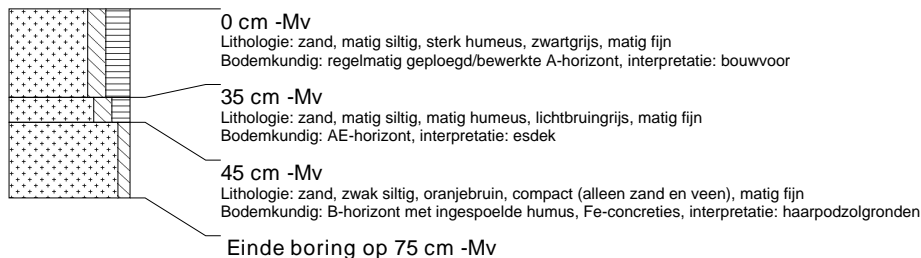 0 cm -Mv
Lithologie: zand, matig siltig, sterk humeus, zwartgrijs, matig fijn
Bodemkundig: regelmatig geploegd/bewerkte A-horizont, interpretatie: bouwvoor
35 cm -Mv
Lithologie: zand, matig siltig, matig humeus, lichtbruingrijs, matig fijn
Bodemkundig: AE-horizont, interpretatie: esdek
45 cm -Mv
Lithologie: zand, zwak siltig, oranjebruin, compact (alleen zand en veen), matig fijn
Bodemkundig: B-horizont met ingespoelde humus, Fe-concreties, interpretatie: haarpodzolgronden
Einde boring op 75 cm -Mv